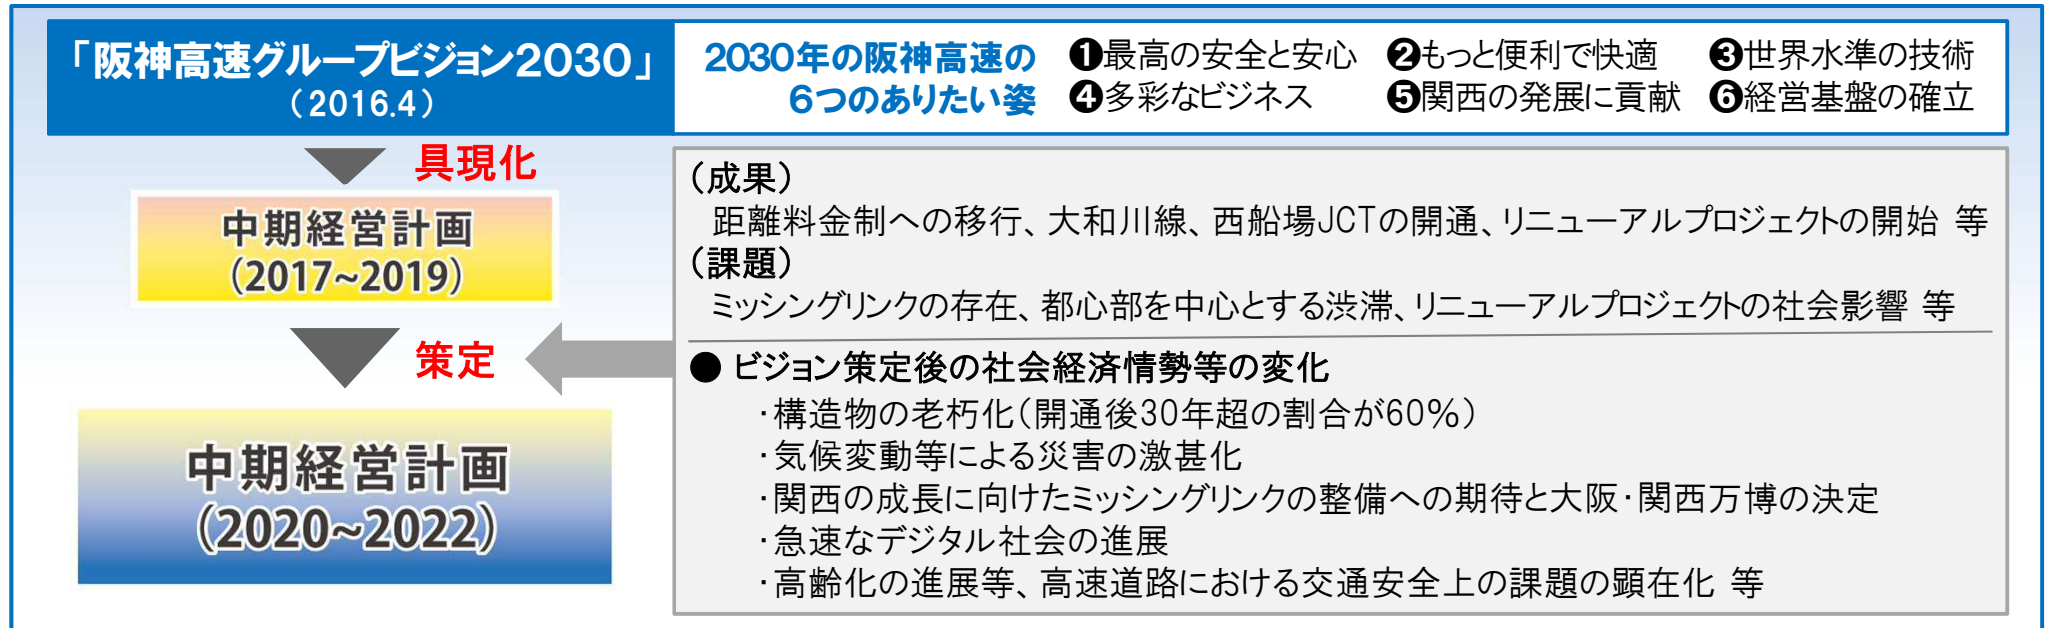 「阪神高速グループビジョン2030」
（2016.4）
2030年の阪神高速の
6つのありたい姿
❶最高の安全と安心 ❷もっと便利で快適 ❸世界水準の技術
❹多彩なビジネス ❺関西の発展に貢献 ❻経営基盤の確立
具現化
中期経営計画
（2017~2019）
策定
中期経営計画
（2020~2022）
（成果）
距離料金制への移行、大和川線、西船場JCTの開通、リニューアルプロジェクトの開始 等
（課題）
ミッシングリンクの存在、都心部を中心とする渋滞、リニューアルプロジェクトの社会影響 等
● ビジョン策定後の社会経済情勢等の変化
・構造物の老朽化（開通後30年超の割合が60％）
・気候変動等による災害の激甚化
・関西の成長に向けたミッシングリンクの整備への期待と大阪・関西万博の決定
・急速なデジタル社会の進展
・高齢化の進展等、高速道路における交通安全上の課題の顕在化 等